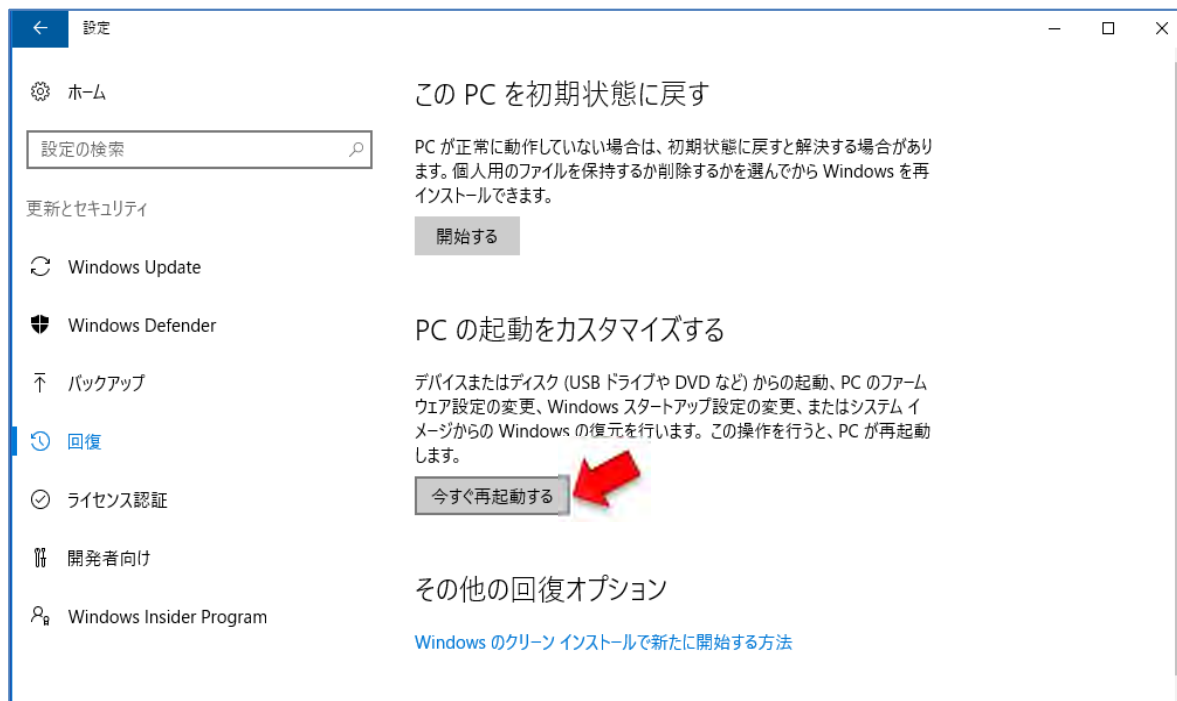 設定
ホーム
設定の検索
更新とセキュリティ
Windows Update
Windows Defender
バックアップ
回復
ライセンス認証
開発者向け
Windows Insider Program
この PC を初期状態に戻す
PC が正常に動作していない場合は、初期状態に戻すと解決する場合があり
ます。個人用のファイルを保持するか削除するかを選んでから Windows を再
インストールできます。
開始する
PC の起動をカスタマイズする
デバイスまたはディスク (USB ドライブや DVD など) からの起動、PC のファーム
ウェア設定の変更、Windows スタートアップ設定の変更、またはシステム イ
メージからの Windows の復元を行います。この操作を行うと、PC が再起動
します。
今すぐ再起動する
その他の回復オプション
Windows のクリーン インストールで新たに開始する方法